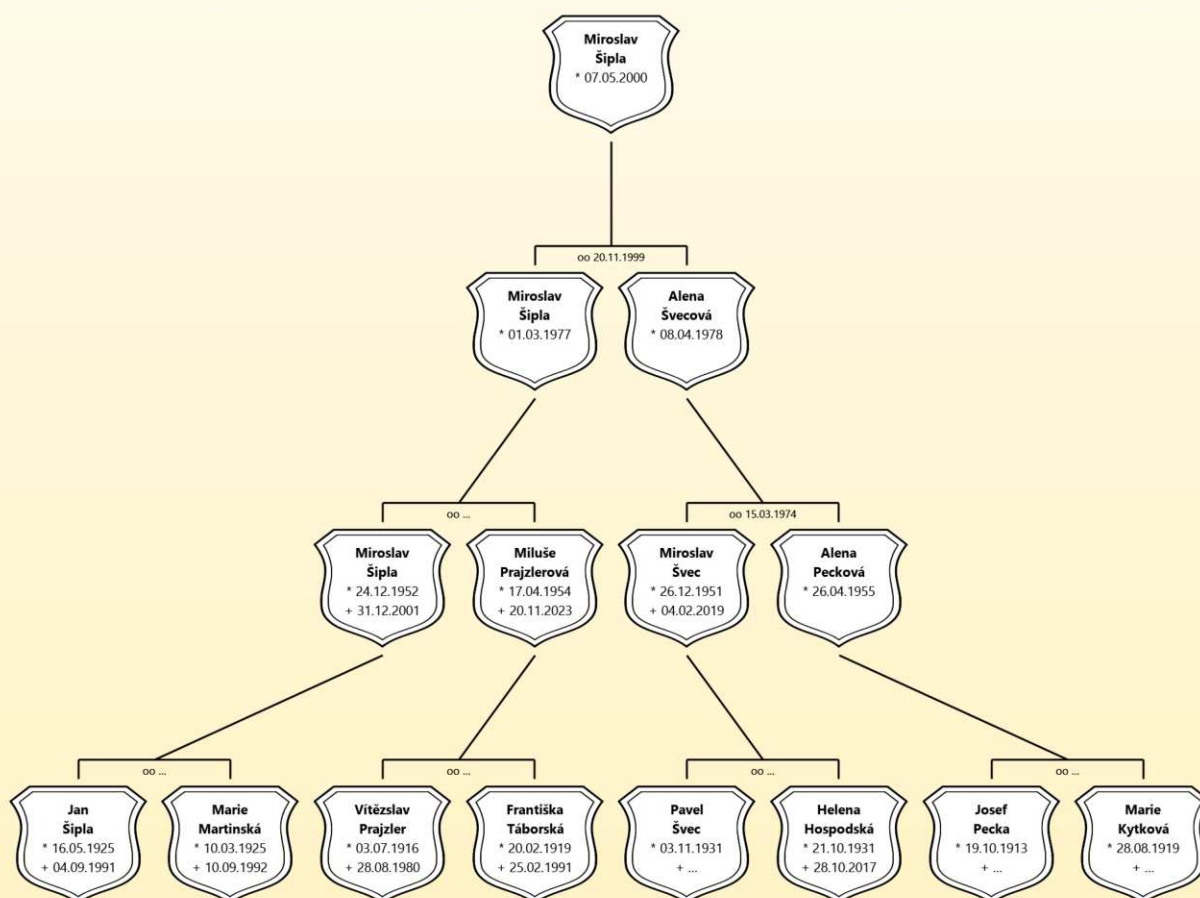 Miroslav
Šipla
* 07.05.2000
oo 20.11.1999
Miroslav
Šipla
* 01.03.1977
Alena
Švecová
* 08.04.1978
oo ...
oo 15.03.1974
Miroslav
Šipla
* 24.12.1952
+ 31.12.2001
Miluše
Prajzlerová
* 17.04.1954
+ 20.11.2023
Miroslav
Švec
* 26.12.1951
+ 04.02.2019
Alena
Pecková
* 26.04.1955
oo ...
oo ...
oo ...
oo ...
Jan
Šipla
* 16.05.1925
+ 04.09.1991
Marie
Martinská
* 10.03.1925
+ 10.09.1992
Vítězslav
Prajzler
* 03.07.1916
+ 28.08.1980
Františka
Táborská
* 20.02.1919
+ 25.02.1991
Pavel
Švec
* 03.11.1931
+ ...
Helena
Hospodská
* 21.10.1931
+ 28.10.2017
Josef
Pecka
* 19.10.1913
+ ...
Marie
Kytková
* 28.08.1919
+ ...